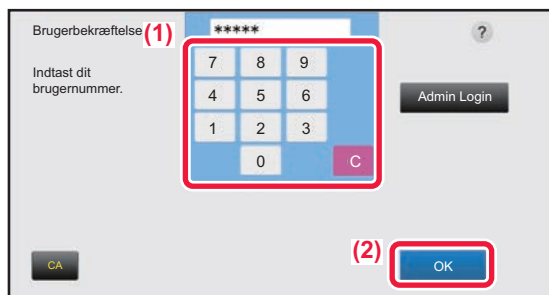 Brugerbekræftelse
(1)
*****
?
Indtast dit
brugernummer.
7 8 9
4 5 6
Admin Login
1 2 3
0 C
(2)
CA
OK